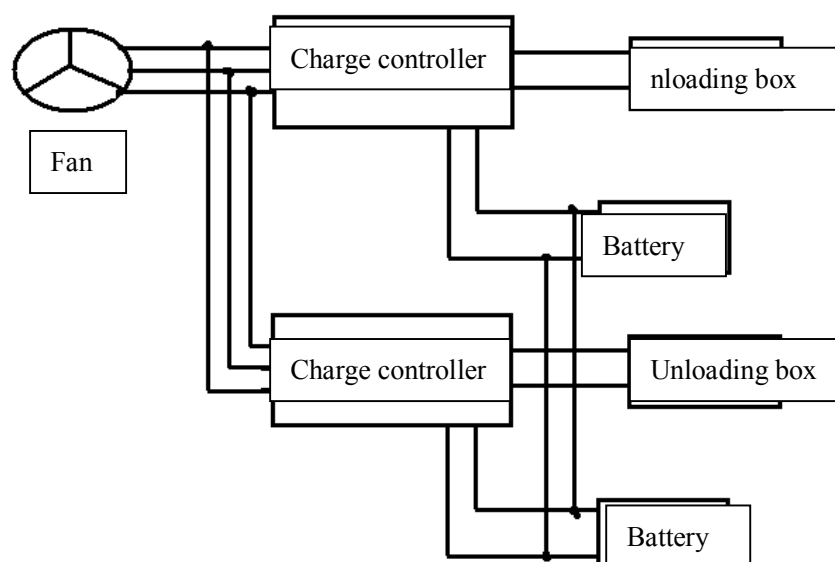 Charge controller
nloading box
Fan
Battery
Charge controller
Unloading box
Battery